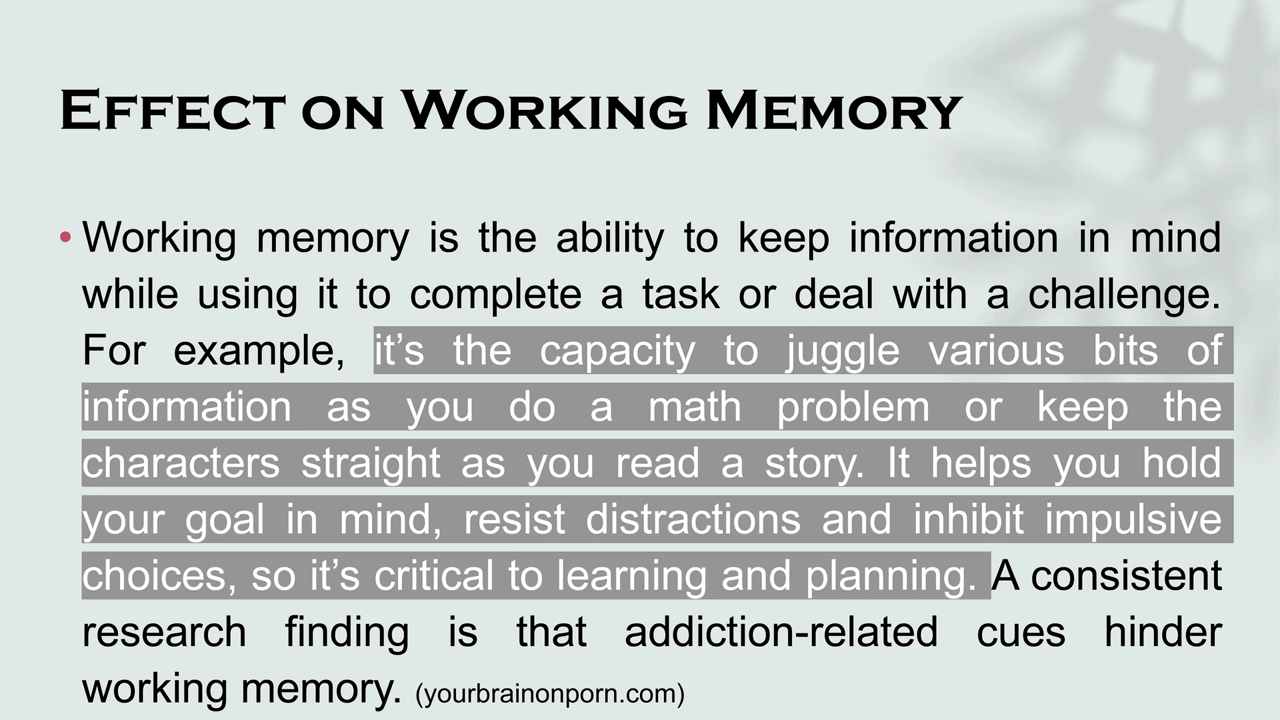 Effect on Working Memory
• Working memory is the ability to keep information in mind
while using it to complete a task or deal with a challenge.
For example, it’s the capacity to juggle various bits of
information as you do a math problem or keep the
characters straight as you read a story. It helps you hold
your goal in mind, resist distractions and inhibit impulsive
choices, so it’s critical to learning and planning. A consistent
research finding is that addiction-related cues hinder
working memory. (yourbrainonporn.com)